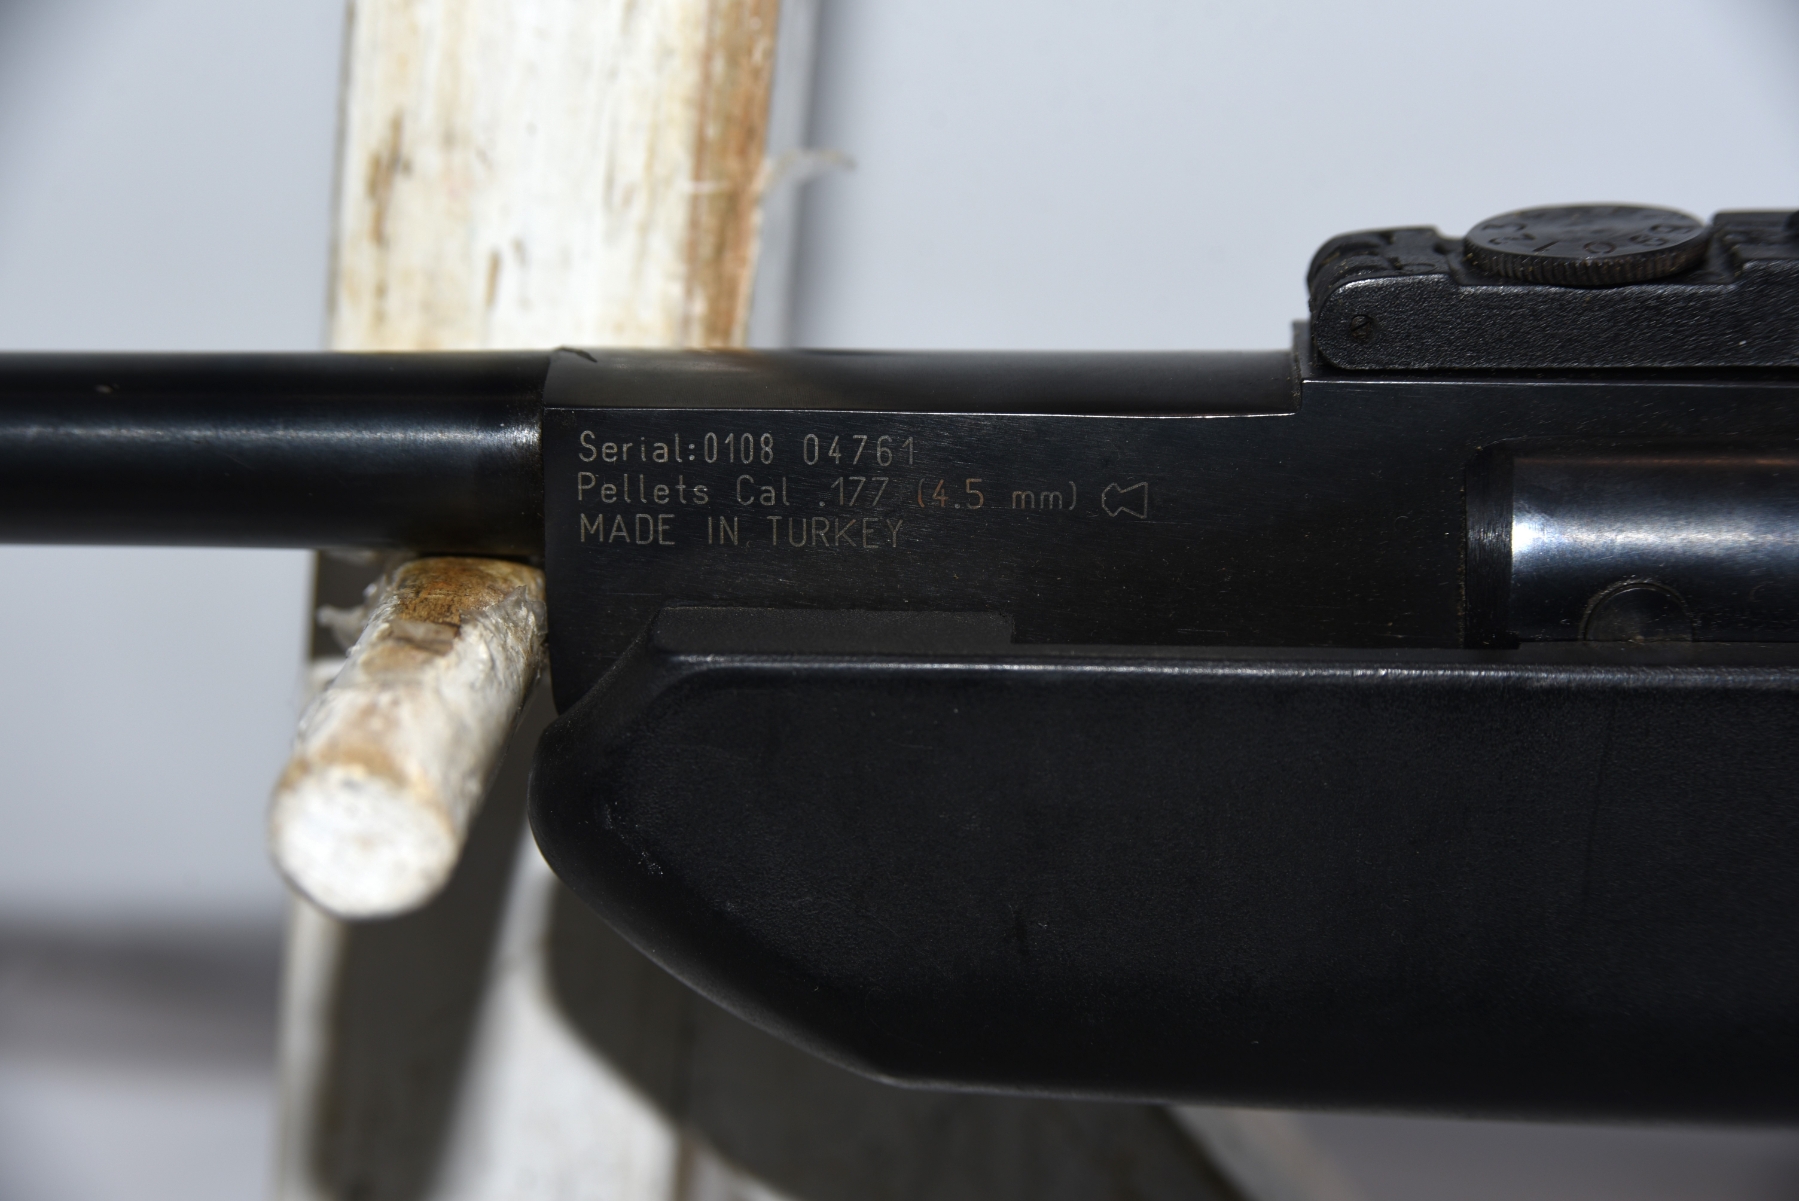 Serial:0108 04761
Pellets Cal .177 (4.5 mm)
MADE IN TURKEY